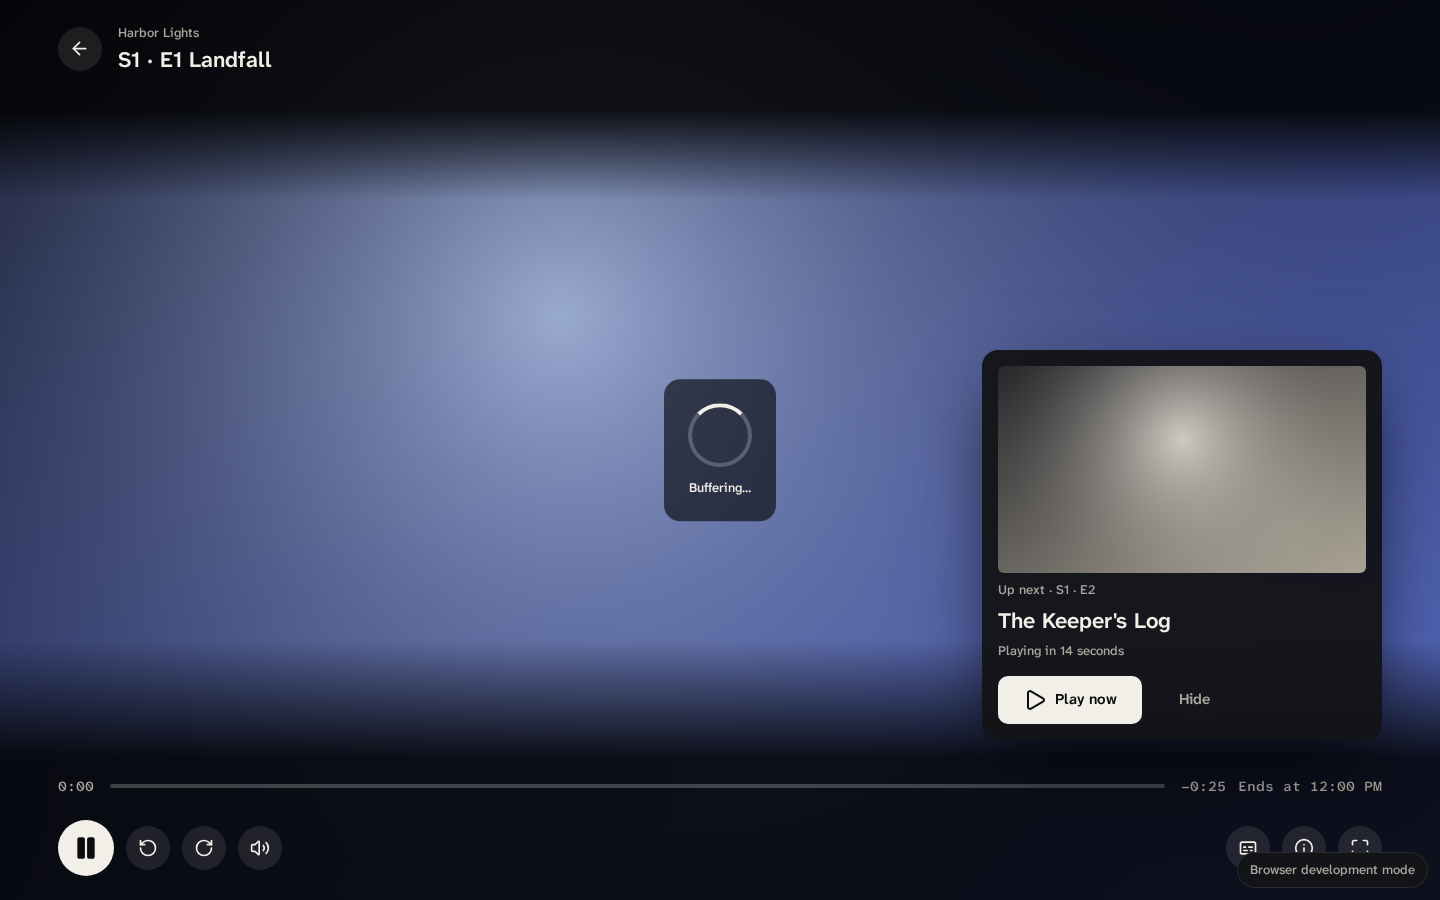 Harbor Lights
S1 · E1 Landfall
Buffering…
Up next · S1 · E2
The Keeper's Log
Playing in 14 seconds
Play now
Hide
0:00
−0:25 Ends at 12:00 PM
Browser development mode